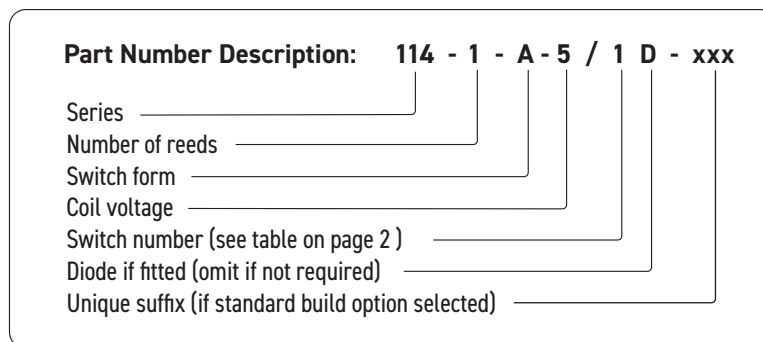 Part Number Description: 114 - 1 - A - 5 / 1 D - xxx
Series
Number of reeds
Switch form
Coil voltage
Switch number (see table on page 2 )
Diode if fitted (omit if not required)
Unique suffix (if standard build option selected)